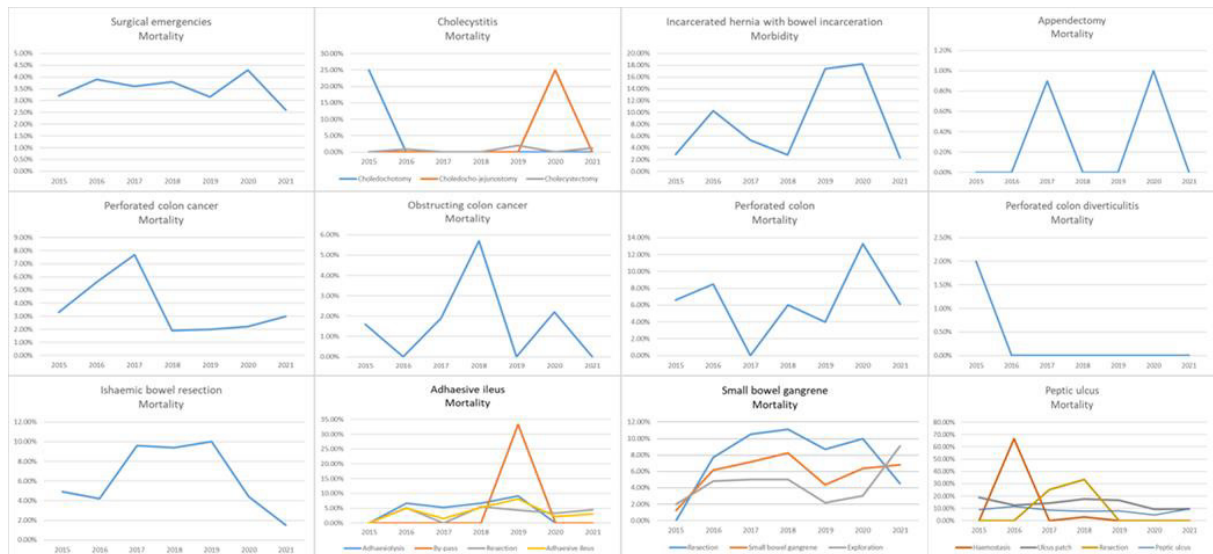 Surgical emergencies
Mortality
5.00%
4.50%
4.00%
3.50%
3.00%
2.50%
2.00%
1.50%
1.00%
0.50%
0.00%
2015 2016 2017 2018 2019 2020 2021
Cholecystitis
Mortality
30.00%
25.00%
20.00%
15.00%
10.00%
5.00%
0.00%
2015 2016 2017 2018 2019 2020 2021
Choledochotomy Choledocho-jejunostomy Cholecystectomy
Incarcerated hernia with bowel incarceration
Morbidity
20.00%
18.00%
16.00%
14.00%
12.00%
10.00%
8.00%
6.00%
4.00%
2.00%
0.00%
2015 2016 2017 2018 2019 2020 2021
Appendectomy
Mortality
1.20%
1.00%
0.80%
0.60%
0.40%
0.20%
0.00%
2015 2016 2017 2018 2019 2020 2021
Perforated colon cancer
Mortality
9.00%
8.00%
7.00%
6.00%
5.00%
4.00%
3.00%
2.00%
1.00%
0.00%
2015 2016 2017 2018 2019 2020 2021
Obstructing colon cancer
Mortality
6.00%
5.00%
4.00%
3.00%
2.00%
1.00%
0.00%
2015 2016 2017 2018 2019 2020 2021
Perforated colon
Mortality
14.00%
12.00%
10.00%
8.00%
6.00%
4.00%
2.00%
0.00%
2015 2016 2017 2018 2019 2020 2021
Perforated colon diverticulitis
Mortality
2.50%
2.00%
1.50%
1.00%
0.50%
0.00%
2015 2016 2017 2018 2019 2020 2021
Ishaemic bowel resection
Mortality
12.00%
10.00%
8.00%
6.00%
4.00%
2.00%
0.00%
2015 2016 2017 2018 2019 2020 2021
Adhaesive ileus
Mortality
35.00%
30.00%
25.00%
20.00%
15.00%
10.00%
5.00%
0.00%
2015 2016 2017 2018 2019 2020 2021
Adhaesiolysis By-pass Resection Adhaesive ileus
Small bowel gangrene
Mortality
12.00%
10.00%
8.00%
6.00%
4.00%
2.00%
0.00%
2015 2016 2017 2018 2019 2020 2021
Resection Small bowel gangrene Exploration
Peptic ulcus
Mortality
80.00%
70.00%
60.00%
50.00%
40.00%
30.00%
20.00%
10.00%
0.00%
2015 2016 2017 2018 2019 2020 2021
Haemostasis Ulcus patch Resection Peptic ulcus